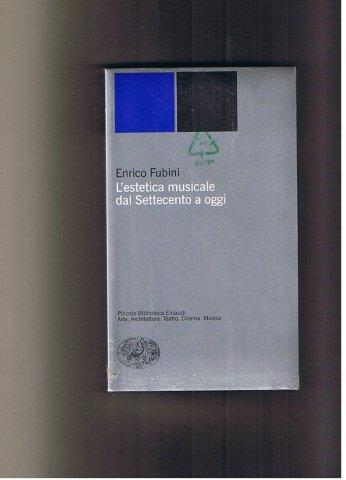 Enrico Fubini
L'estetica musicale
dal Settecento a oggi
Piccola Biblioteca Einaudi
Arte. Architettura. Teatro. Cinema. Musica